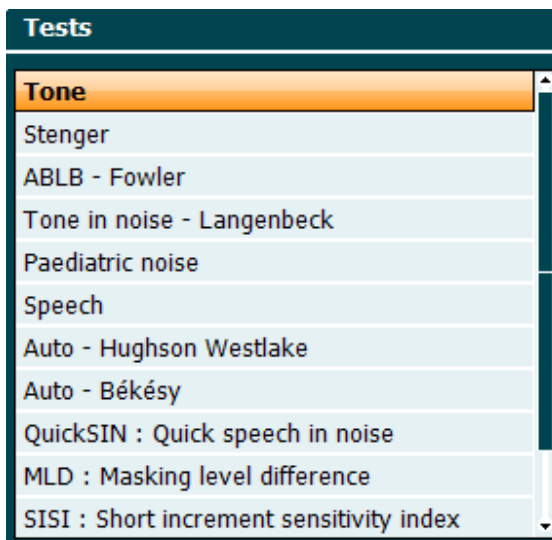 Tests
Tone
Stenger
ABLB - Fowler
Tone in noise - Langenbeck
Paediatric noise
Speech
Auto - Hughson Westlake
Auto - Békésy
QuickSIN : Quick speech in noise
MLD : Masking level difference
SISI : Short increment sensitivity index